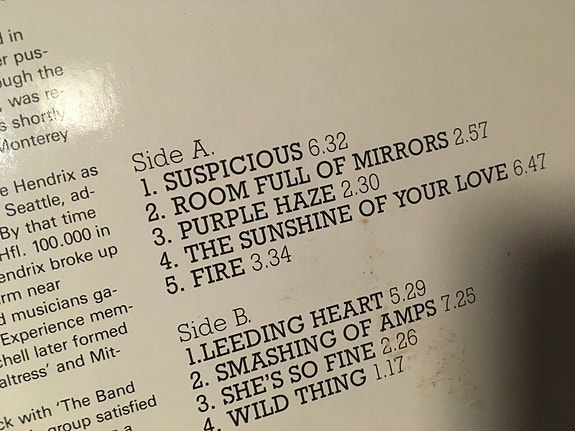 d in
er pus-
ough the
, was re-
s shortly
Monterey
e Hendrix as
Seattle, ad-
By that time
Hfl. 100.000 in
endrix broke up
rm near
d musicians ga-
Experience mem-
chell later formed
altress' and Mit-
ck with 'The Band
group satisfied
Side A.
1. SUSPICIOUS 6.32
2. ROOM FULL OF MIRRORS 2.57
3. PURPLE HAZE 2.30
4. THE SUNSHINE OF YOUR LOVE 6.47
5. FIRE 3.34
Side B.
1.LEEDING HEART 5.29
2. SMASHING OF AMPS 7.25
3. SHE'S SO FINE 2.26
4. WILD THING 1.17